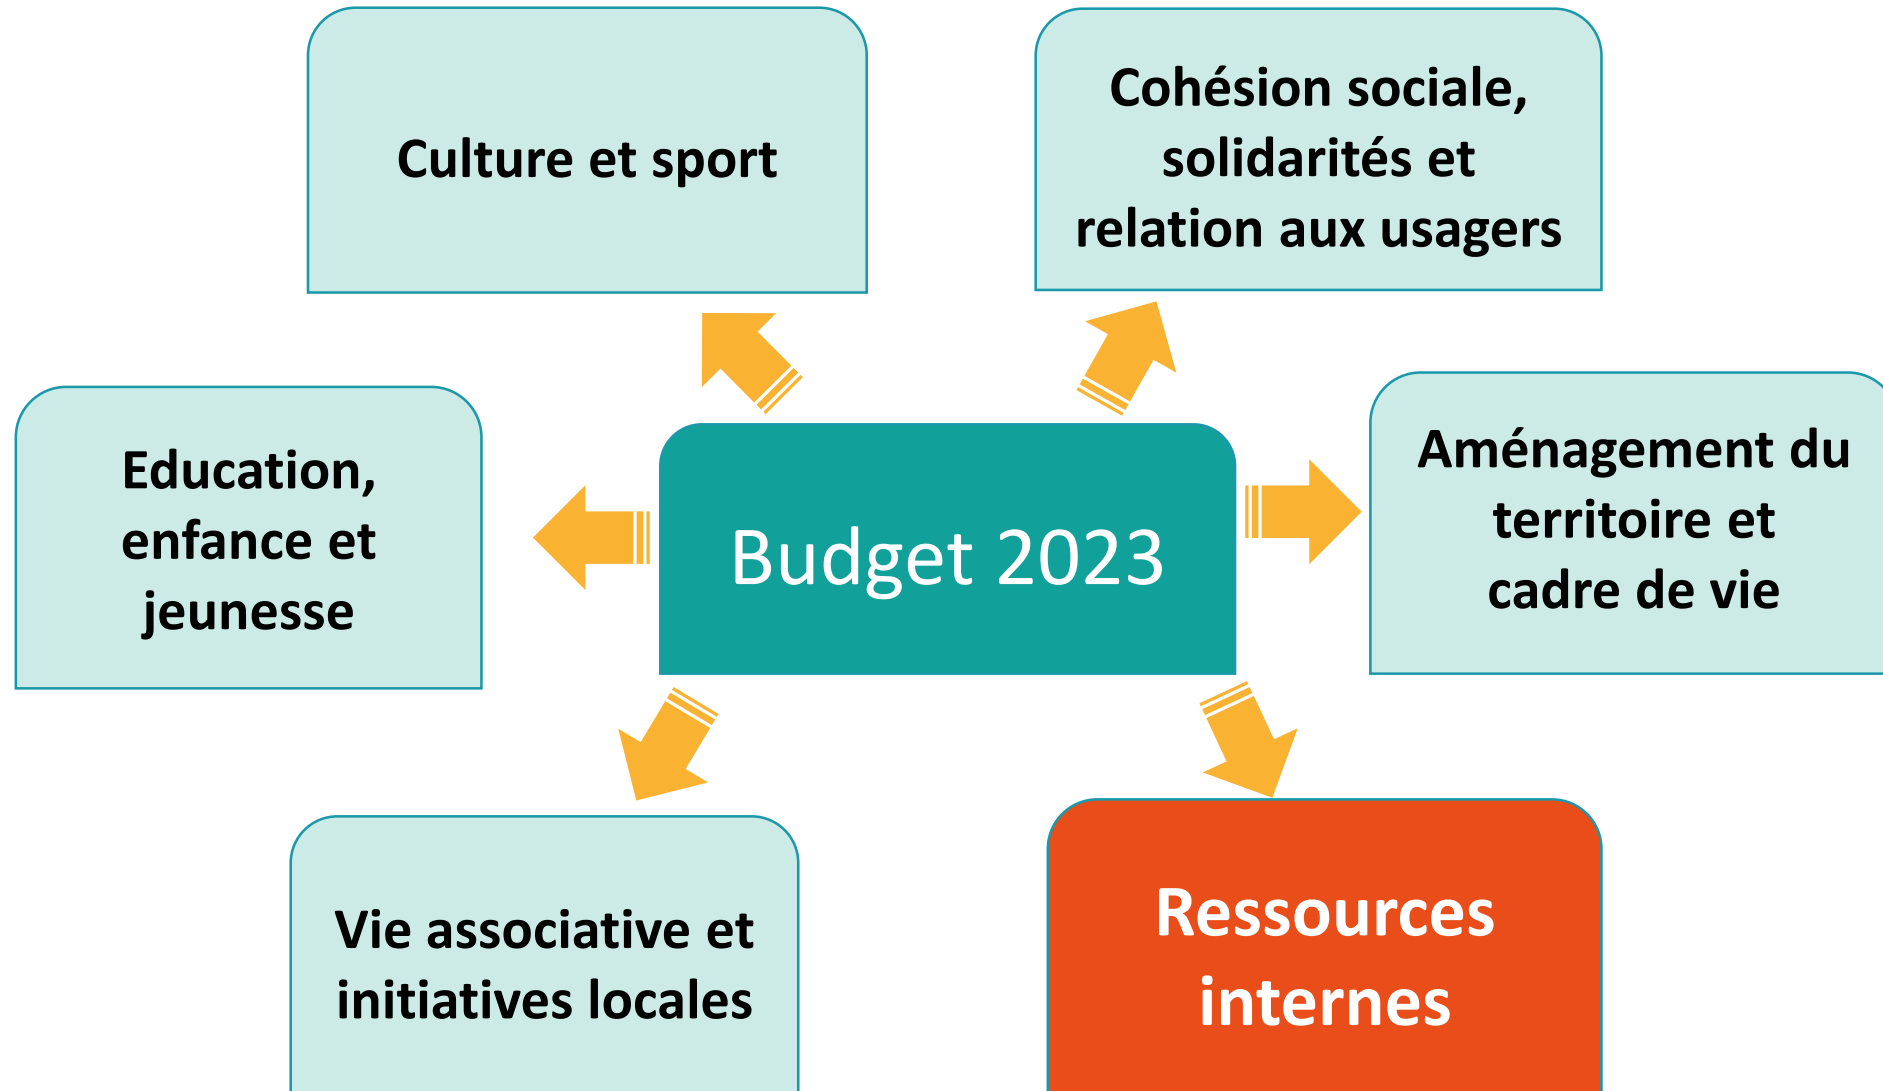 Culture et sport
Cohésion sociale,
solidarités et
relation aux usagers
Education,
enfance et
jeunesse
Budget 2023
Aménagement du
territoire et
cadre de vie
Vie associative et
initiatives locales
Ressources
internes